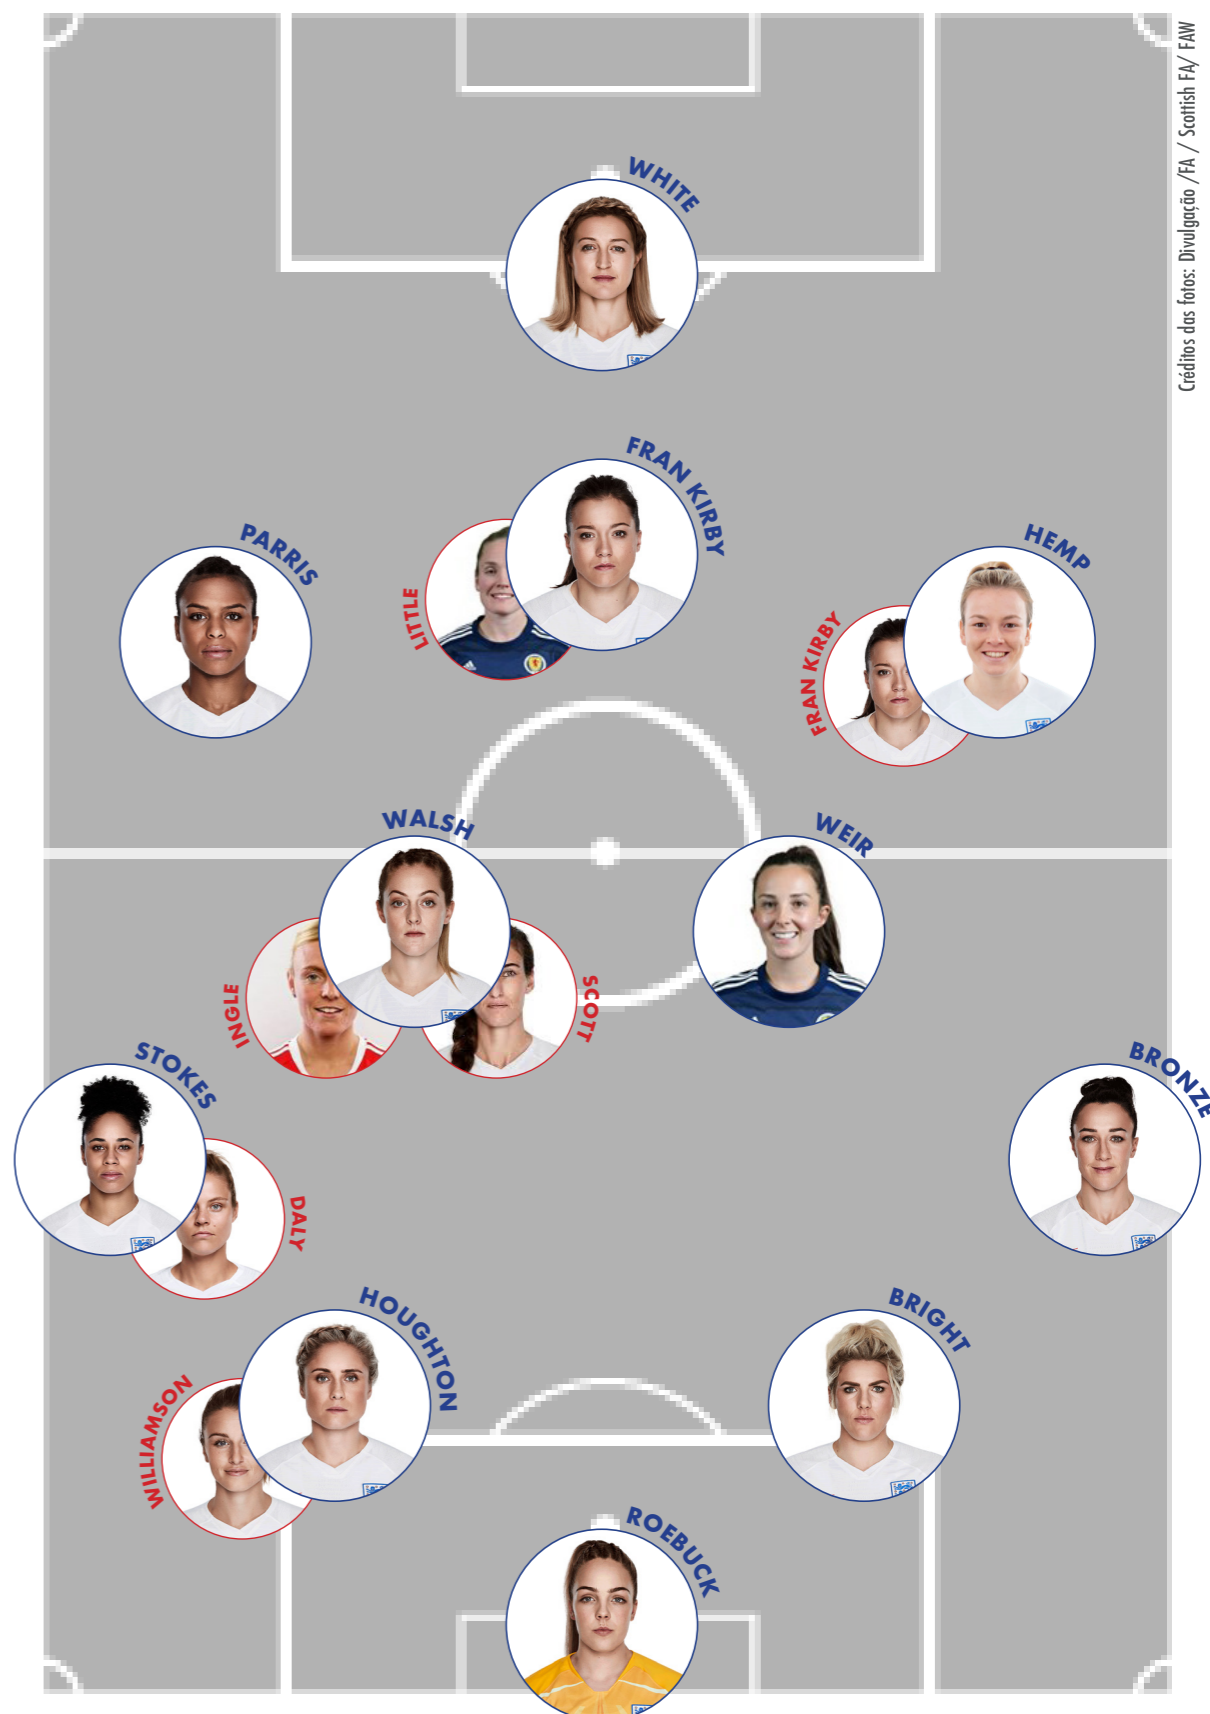 Créditos das fotos: Divulgação /FA / Scottish FA/ FAW
WHITE
FRAN KIRBY
PARRIS
HEMP
LITTLE
FRAN KIRBY
WALSH
WEIR
INGLE
SCOTT
STOKES
BRONZE
DALY
HOUGHTON
BRIGHT
WILLIAMSON
ROEBUCK